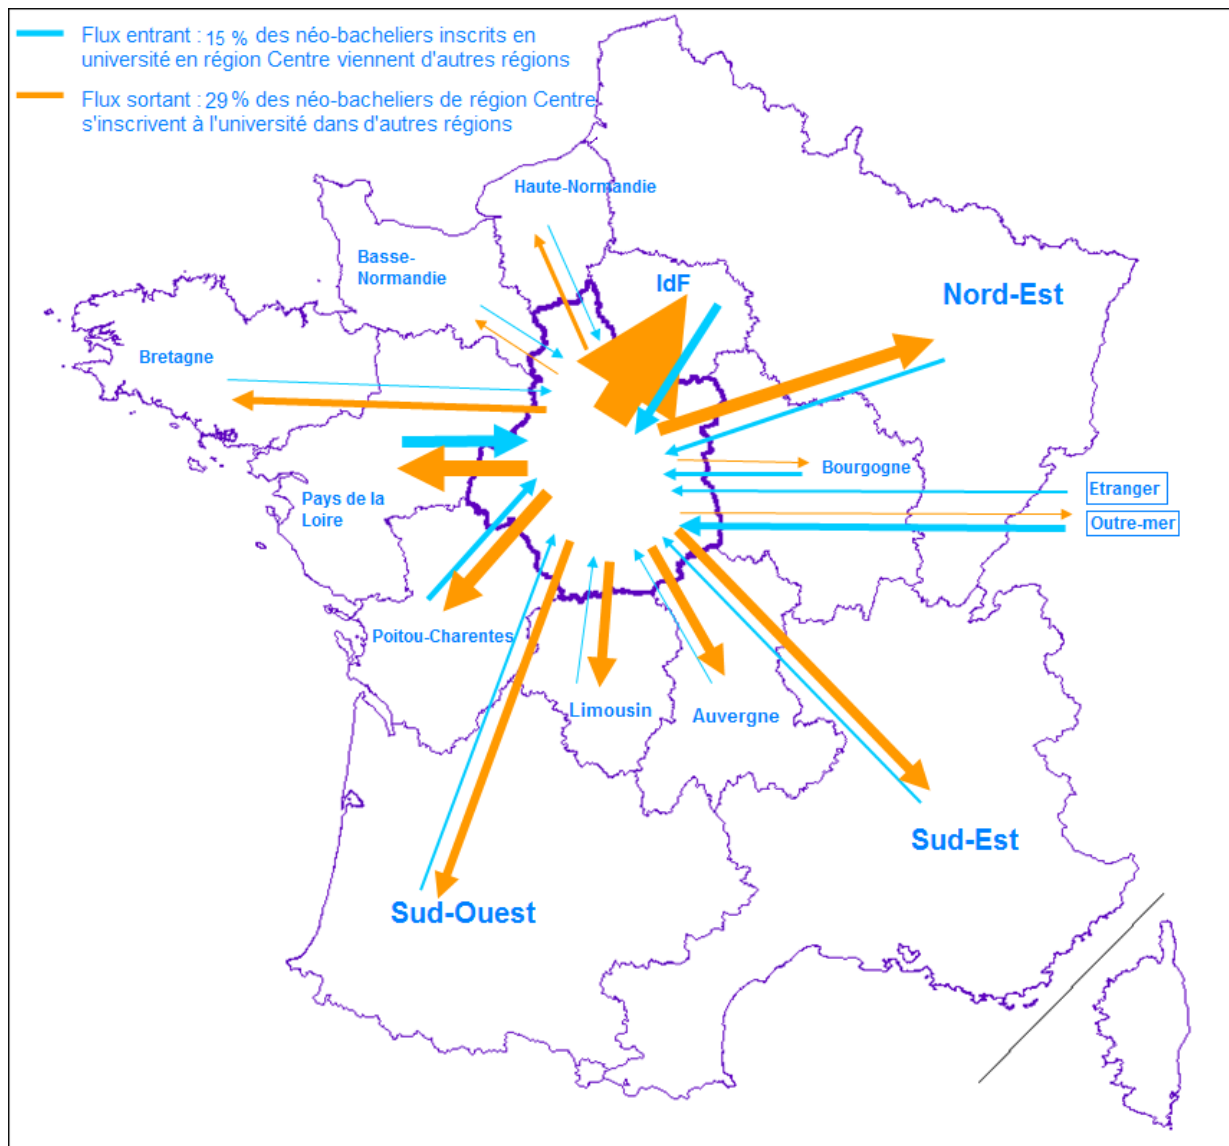 Flux entrant : 15 % des néo-bacheliers inscrits en
université en région Centre viennent d'autres régions
Flux sortant : 29 % des néo-bacheliers de région Centre
s'inscrivent à l'université dans d'autres régions
Haute-Normandie
Basse-
Normandie
IdF
Nord-Est
Bretagne
Bourgogne
Etranger
Pays de la
Loire
Outre-mer
Poitou-Charentes
Limousin
Auvergne
Sud-Est
Sud-Ouest